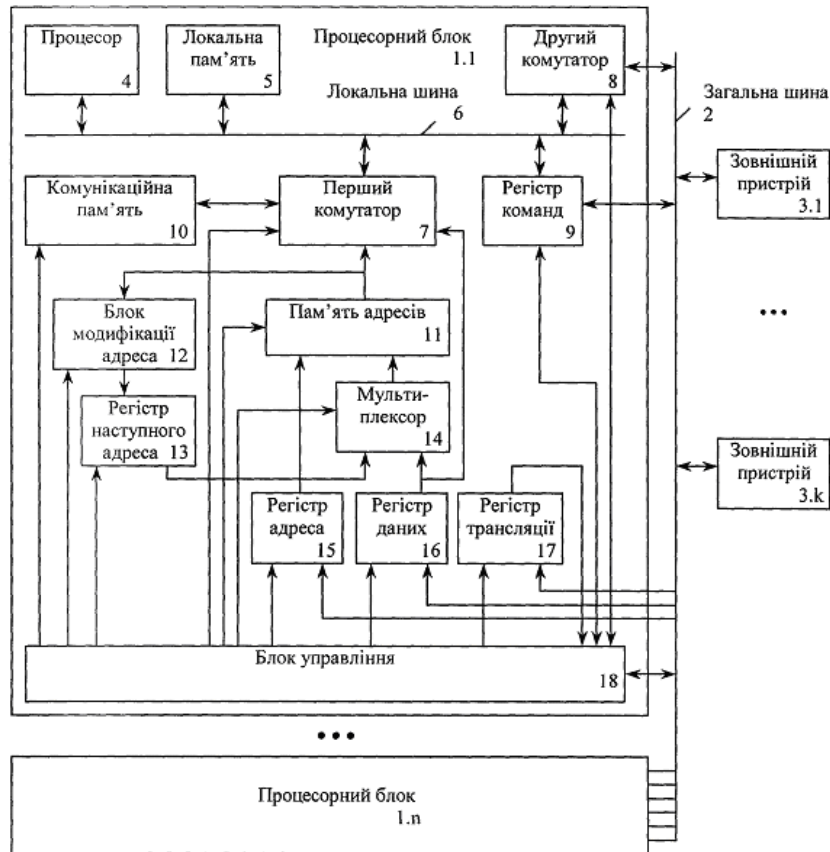 Процесор
4
Локальна
пам’ять
5
Процесорний блок
1.1
Другий
комутатор
8
Локальна шина
6
Загальна шина
2
Комунікаційна
пам’ять
10
Перший
комутатор
7
Регістр
команд
9
Зовнішній
пристрій
3.1
Блок
модифікації
адреса 12
Пам’ять адресів
11
...
Регістр
наступного
адреса 13
Мульти-
плексор
14
Зовнішній
пристрій
3.k
Регістр
адреса
15
Регістр
даних
16
Регістр
трансляції
17
Блок управління
18
...
Процесорний блок
1.n